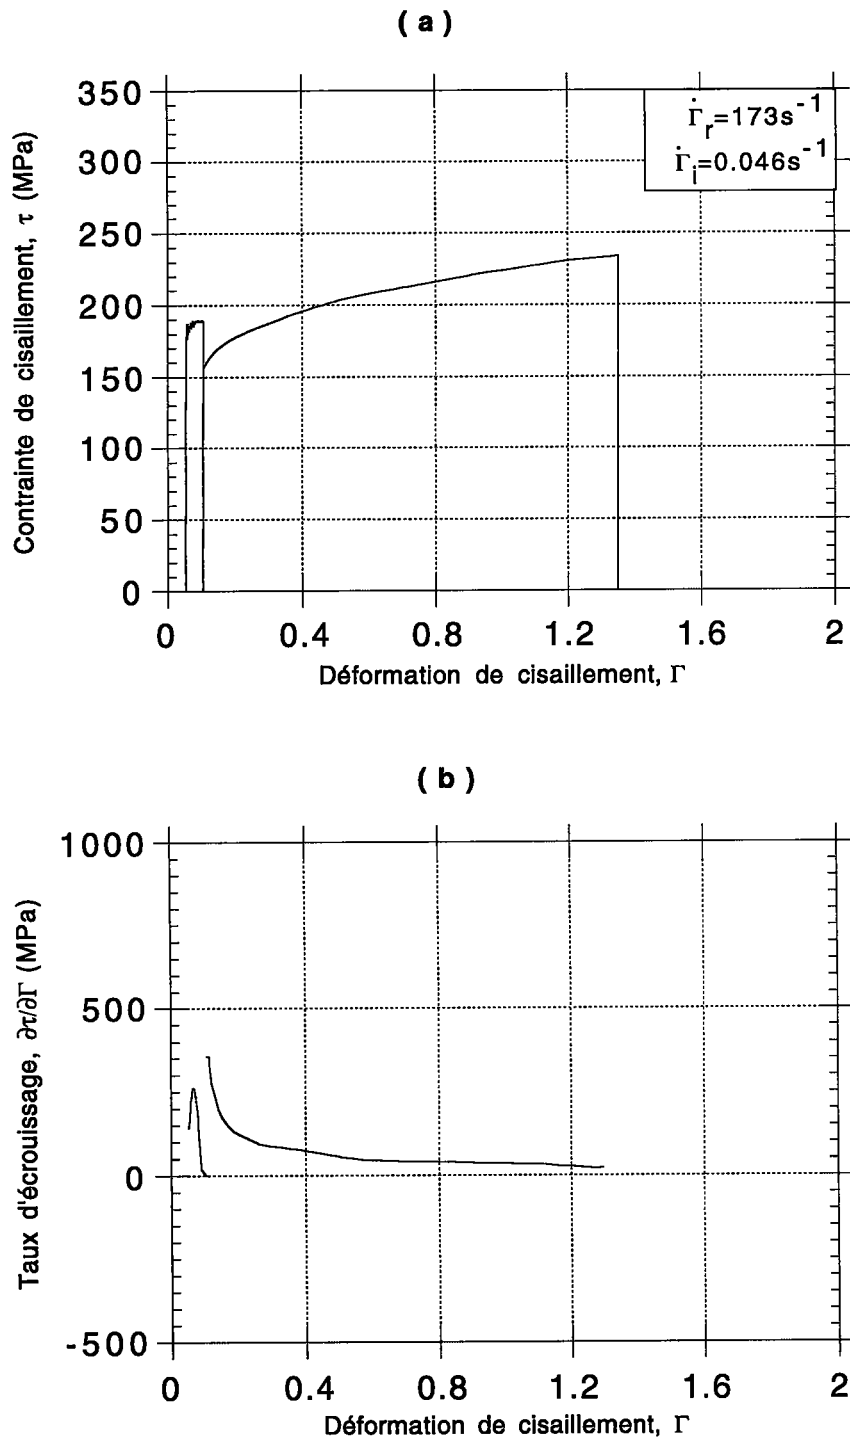 (a)
350
300
250
200
150
100
50
0
Contrainte de cisaillement, τ (MPa)
Γ̇r=173s-1
Γ̇i=0.046s-1
0 0.4 0.8 1.2 1.6 2
Déformation de cisaillement, Γ
(b)
1000
500
0
-500
Taux d'écrouissage, ∂τ/∂Γ (MPa)
0 0.4 0.8 1.2 1.6 2
Déformation de cisaillement, Γ